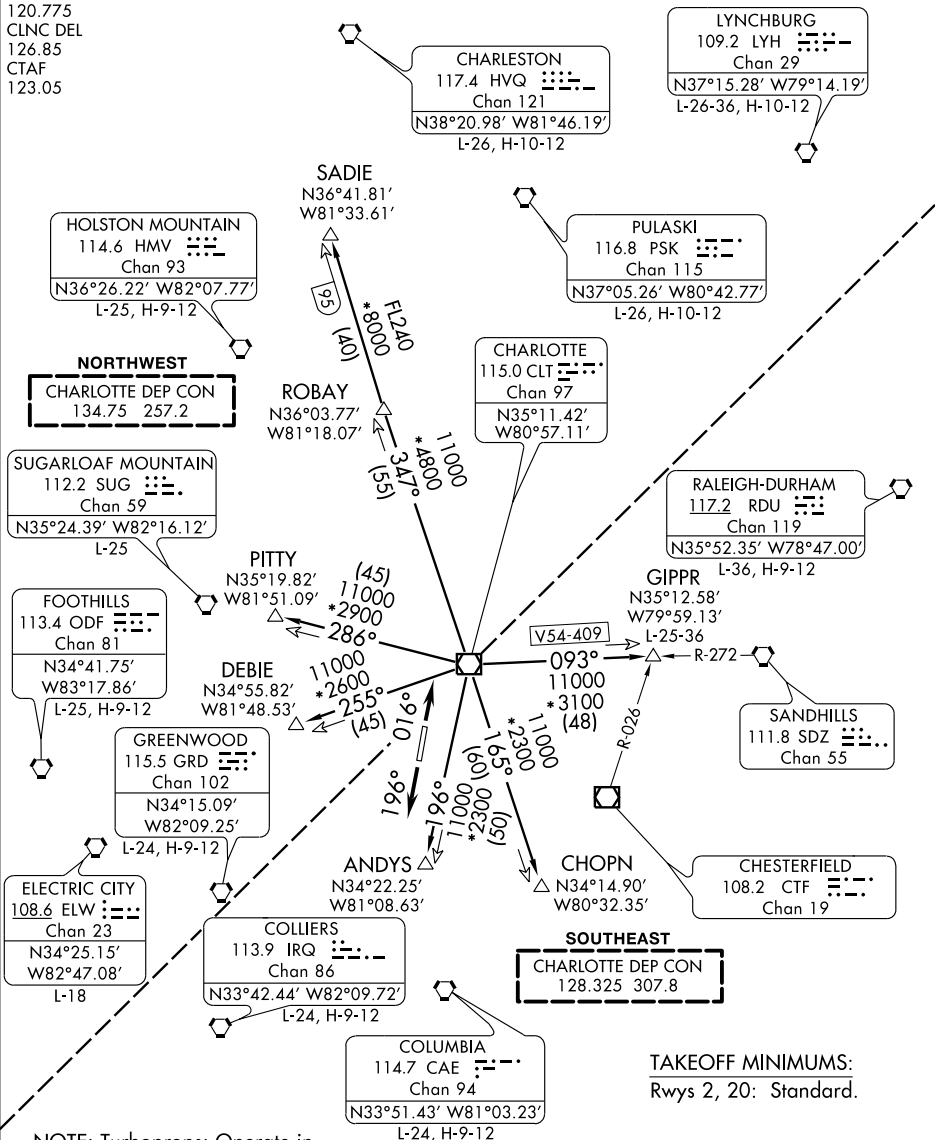 120.775
CLNC DEL
126.85
CTAF
123.05
CHARLESTON
117.4 HVQ
Chan 121
N38°20.98' W81°46.19'
L-26, H-10-12
LYNCHBURG
109.2 LYH
Chan 29
N37°15.28' W79°14.19'
L-26-36, H-10-12
SADIE
N36°41.81'
W81°33.61'
HOLSTON MOUNTAIN
114.6 HMV
Chan 93
N36°26.22' W82°07.77'
L-25, H-9-12
PULASKI
116.8 PSK
Chan 115
N37°05.26' W80°42.77'
L-26, H-10-12
95
FL240
*8000
(40)
NORTHWEST
CHARLOTTE DEP CON
134.75 257.2
CHARLOTTE
115.0 CLT
Chan 97
N35°11.42'
W80°57.11'
ROBAY
N36°03.77'
W81°18.07'
11000
*4800
347°
(55)
SUGARLOAF MOUNTAIN
112.2 SUG
Chan 59
N35°24.39' W82°16.12'
L-25
RALEIGH-DURHAM
117.2 RDU
Chan 119
N35°52.35' W78°47.00'
L-36, H-9-12
PITTY
N35°19.82'
W81°51.09'
(45)
11000
*2900
286°
GIPPR
N35°12.58'
W79°59.13'
L-25-36
FOOTHILLS
113.4 ODF
Chan 81
N34°41.75'
W83°17.86'
L-25, H-9-12
V54-409
093°
11000
*3100
(48)
R-272
DEBIE
N34°55.82'
W81°48.53'
11000
*2600
255°
(45)
016°
196°
SANDHILLS
111.8 SDZ
Chan 55
R-026
GREENWOOD
115.5 GRD
Chan 102
N34°15.09'
W82°09.25'
L-24, H-9-12
11000
*2300
165°
(60)
196°
11000
*2300
(50)
ANDYS
N34°22.25'
W81°08.63'
CHOPN
N34°14.90'
W80°32.35'
CHESTERFIELD
108.2 CTF
Chan 19
ELECTRIC CITY
108.6 ELW
Chan 23
N34°25.15'
W82°47.08'
L-18
COLLIERS
113.9 IRQ
Chan 86
N33°42.44' W82°09.72'
L-24, H-9-12
SOUTHEAST
CHARLOTTE DEP CON
128.325 307.8
COLUMBIA
114.7 CAE
Chan 94
N33°51.43' W81°03.23'
L-24, H-9-12
TAKEOFF MINIMUMS:
Rwys 2, 20: Standard.
NOTE: Turboprops: Operate in